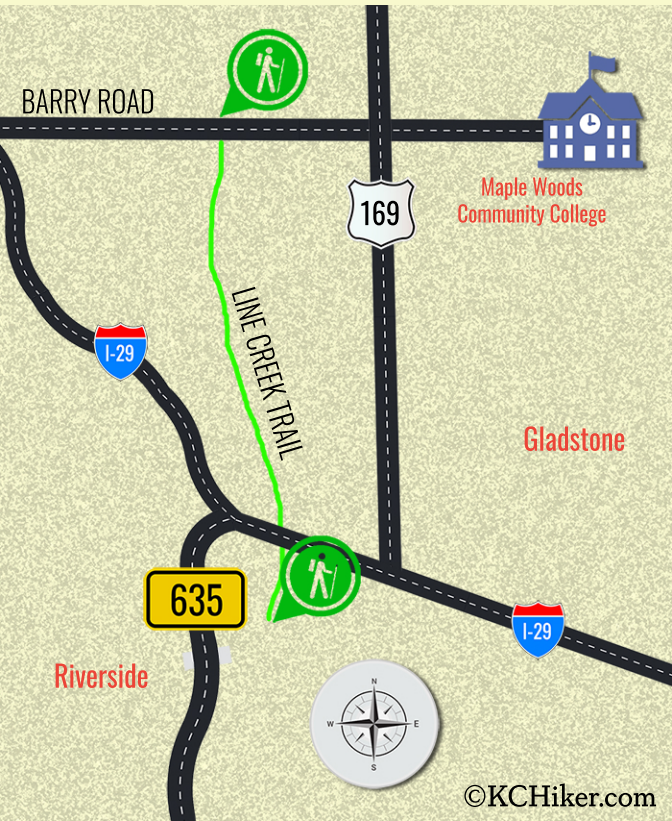 BARRY ROAD
169
Maple Woods
Community College
LINE CREEK TRAIL
I-29
Gladstone
635
I-29
Riverside
N
W
E
S
©KCHiker.com